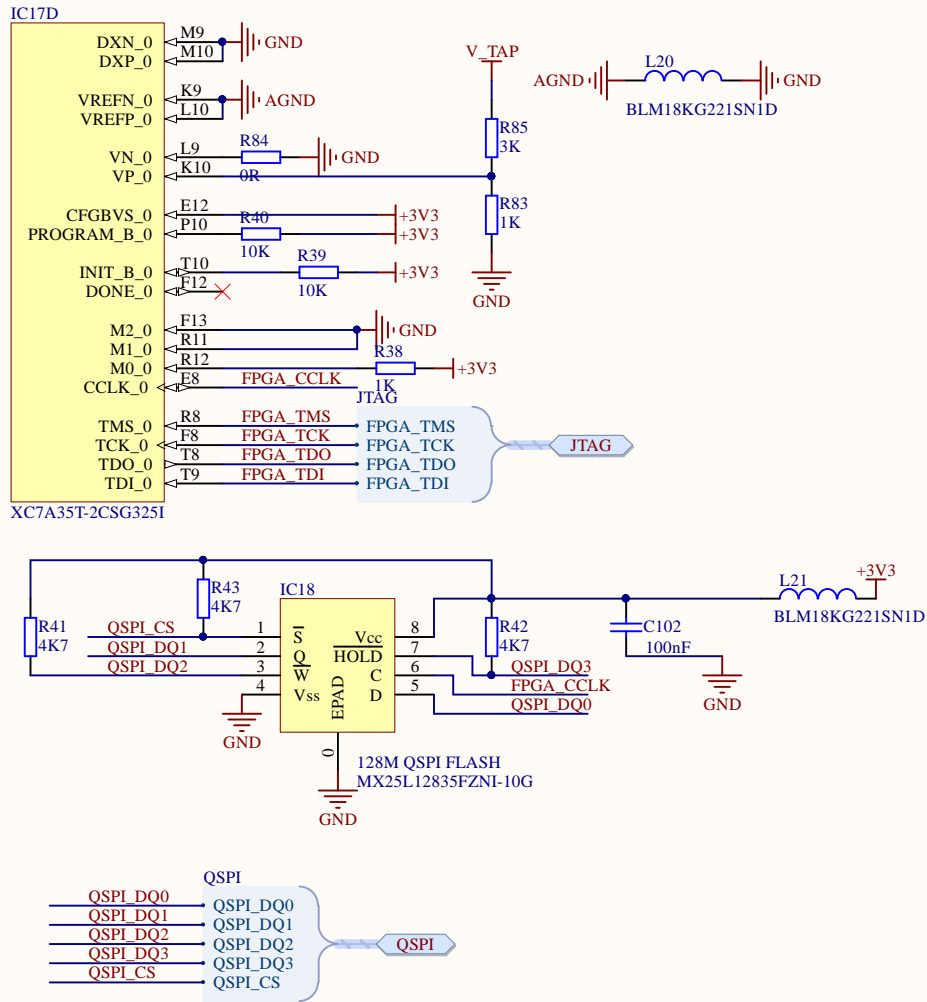 IC17D
DXN_0 M9 GND
DXP_0 M10
VREFN_0 K9 AGND
VREFP_0 L10
VN_0 L9 R84 0R GND
VP_0 K10
CFGBVS_0 E12 +3V3
PROGRAM_B_0 P10 R40 10K +3V3
INIT_B_0 T10 R39 10K +3V3
DONE_0 F12
M2_0 F13 GND
M1_0 R11
M0_0 R12 R38 1K +3V3
CCLK_0 E8 FPGA_CCLK
JTAG
TMS_0 R8 FPGA_TMS FPGA_TMS
TCK_0 F8 FPGA_TCK FPGA_TCK JTAG
TDO_0 T8 FPGA_TDO FPGA_TDO
TDI_0 T9 FPGA_TDI FPGA_TDI
XC7A35T-2CSG325I
V_TAP
R85
3K
R83
1K
GND
L20
AGND GND
BLM18KG221SN1D
R43
4K7
R41
4K7
IC18
QSPI_CS 1 S
QSPI_DQ1 2 Q
QSPI_DQ2 3 W
4 Vss
GND
EPAD
0
GND
Vcc 8
HOLD 7 QSPI_DQ3
C 6 FPGA_CCLK
D 5 QSPI_DQ0
R42
4K7
C102
100nF
GND
L21 +3V3
BLM18KG221SN1D
128M QSPI FLASH
MX25L12835FZNI-10G
QSPI
QSPI_DQ0 QSPI_DQ0
QSPI_DQ1 QSPI_DQ1
QSPI_DQ2 QSPI_DQ2 QSPI
QSPI_DQ3 QSPI_DQ3
QSPI_CS QSPI_CS